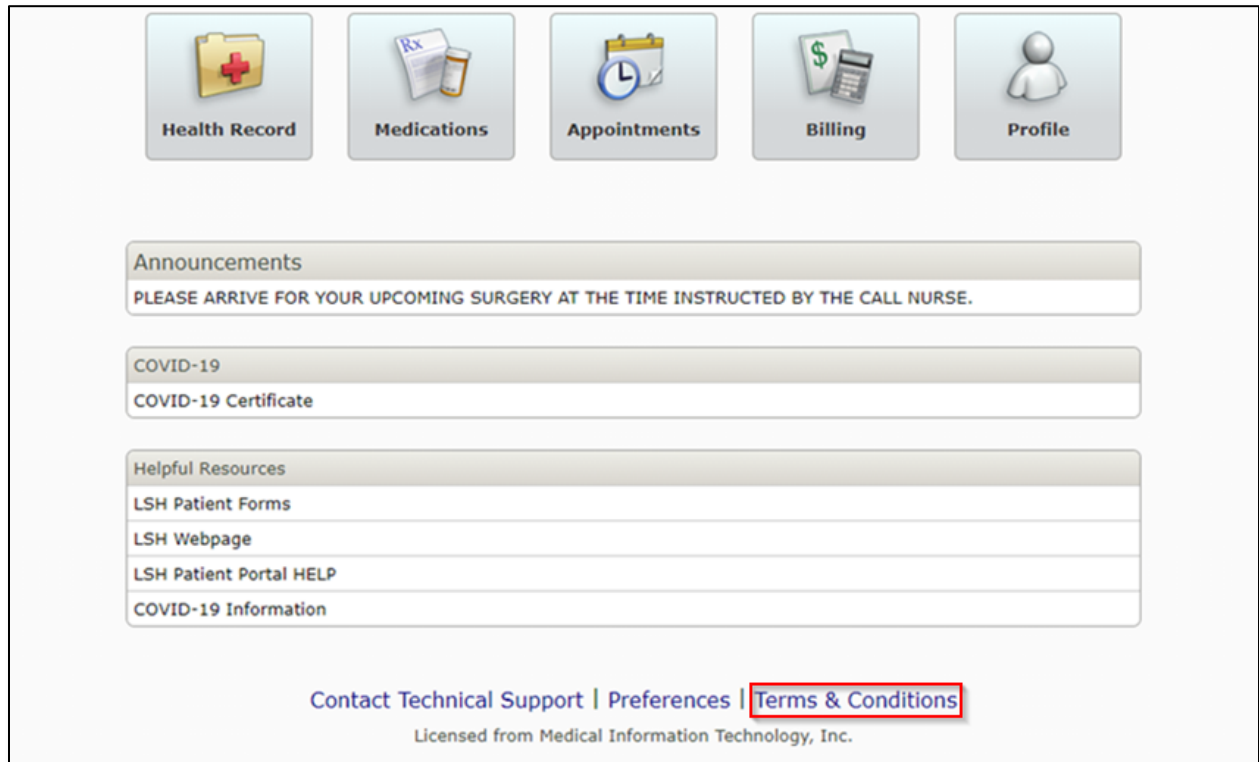 Rx
$
Health Record
Medications
Appointments
Billing
Profile
Announcements
PLEASE ARRIVE FOR YOUR UPCOMING SURGERY AT THE TIME INSTRUCTED BY THE CALL NURSE.
COVID-19
COVID-19 Certificate
Helpful Resources
LSH Patient Forms
LSH Webpage
LSH Patient Portal HELP
COVID-19 Information
Contact Technical Support | Preferences | Terms & Conditions
Licensed from Medical Information Technology, Inc.